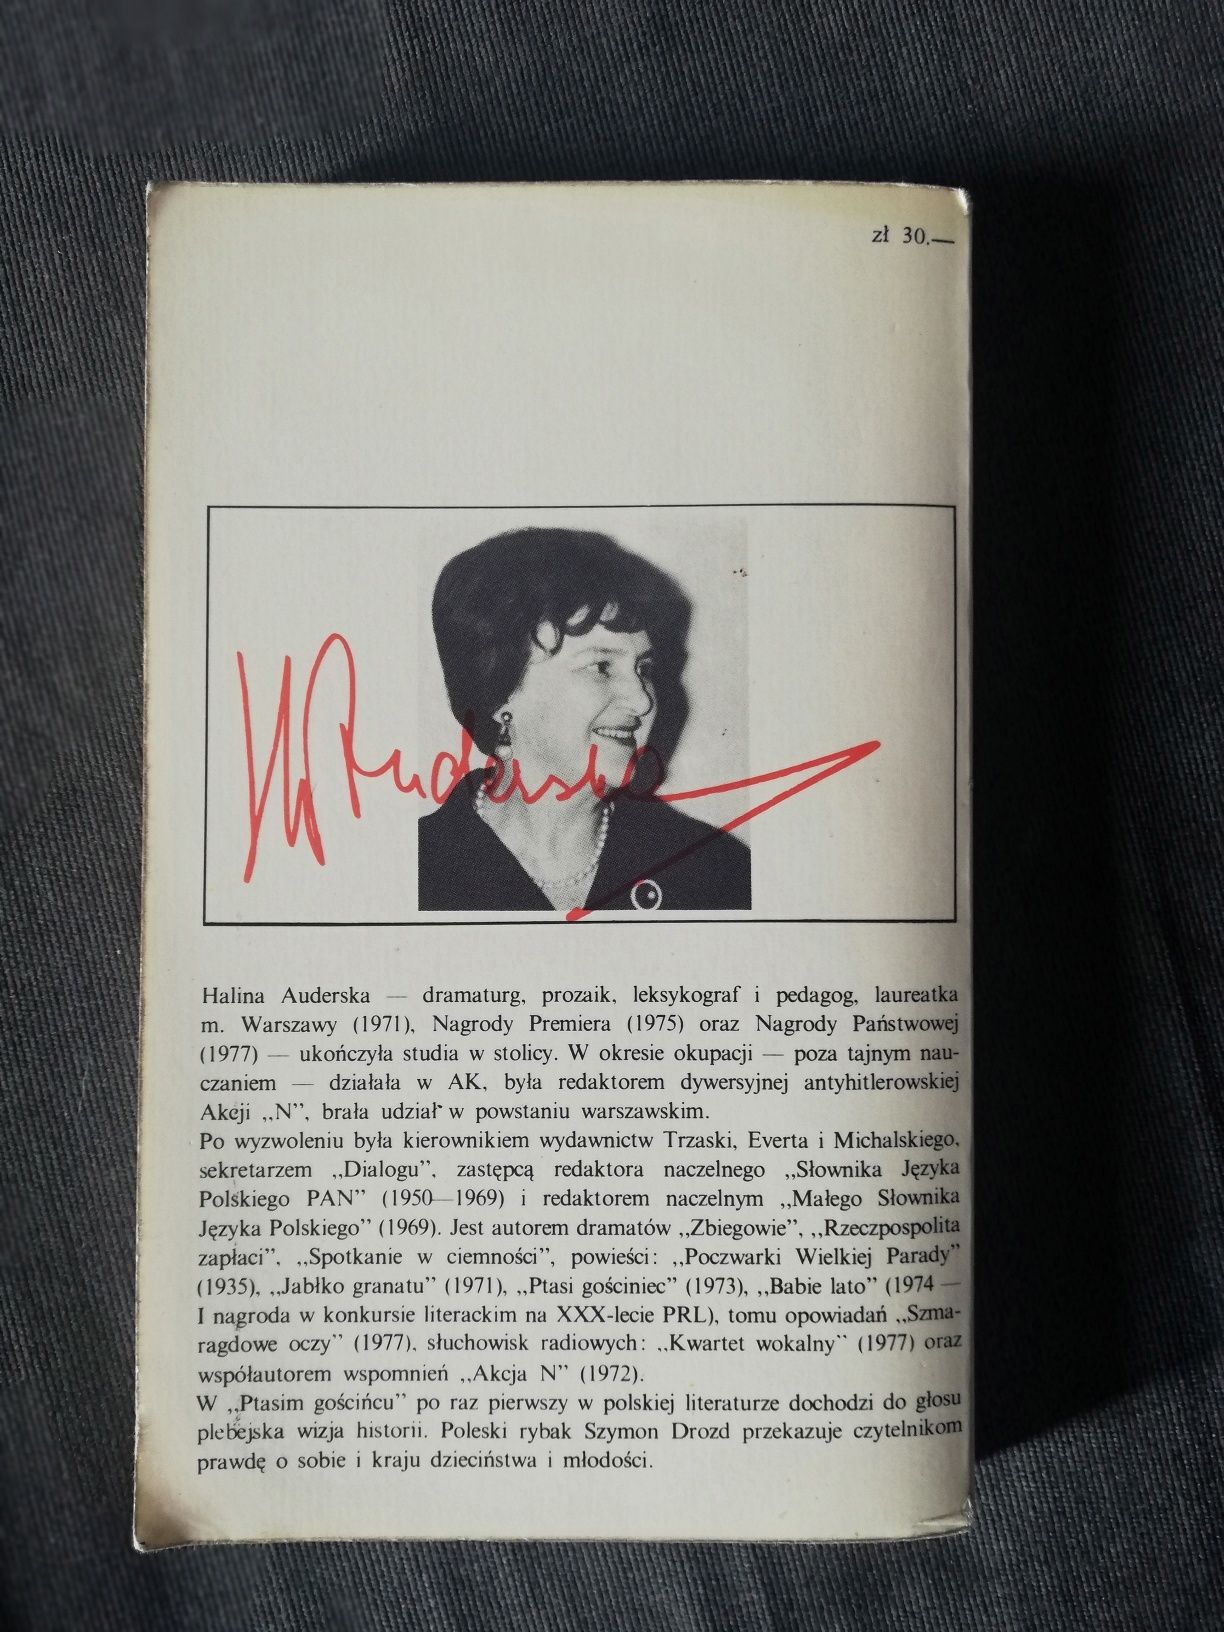 zł 30.—
H Auderska
Halina Auderska — dramaturg, prozaik, leksykograf i pedagog, laureatka
m. Warszawy (1971), Nagrody Premiera (1975) oraz Nagrody Państwowej
(1977) — ukończyła studia w stolicy. W okresie okupacji — poza tajnym nau-
czaniem — działała w AK, była redaktorem dywersyjnej antyhitlerowskiej
Akcji „N”, brała udział w powstaniu warszawskim.
Po wyzwoleniu była kierownikiem wydawnictw Trzaski, Everta i Michalskiego,
sekretarzem „Dialogu”, zastępcą redaktora naczelnego „Słownika Języka
Polskiego PAN” (1950—1969) i redaktorem naczelnym „Małego Słownika
Języka Polskiego” (1969). Jest autorem dramatów „Zbiegowie”, „Rzeczpospolita
zapłaci”, „Spotkanie w ciemności”, powieści: „Poczwarki Wielkiej Parady”
(1935), „Jabłko granatu” (1971), „Ptasi gościniec” (1973), „Babie lato” (1974 —
I nagroda w konkursie literackim na XXX-lecie PRL), tomu opowiadań „Szma-
ragdowe oczy” (1977), słuchowisk radiowych: „Kwartet wokalny” (1977) oraz
współautorem wspomnień „Akcja N” (1972).
W „Ptasim gościńcu” po raz pierwszy w polskiej literaturze dochodzi do głosu
plebejska wizja historii. Poleski rybak Szymon Drozd przekazuje czytelnikom
prawdę o sobie i kraju dzieciństwa i młodości.